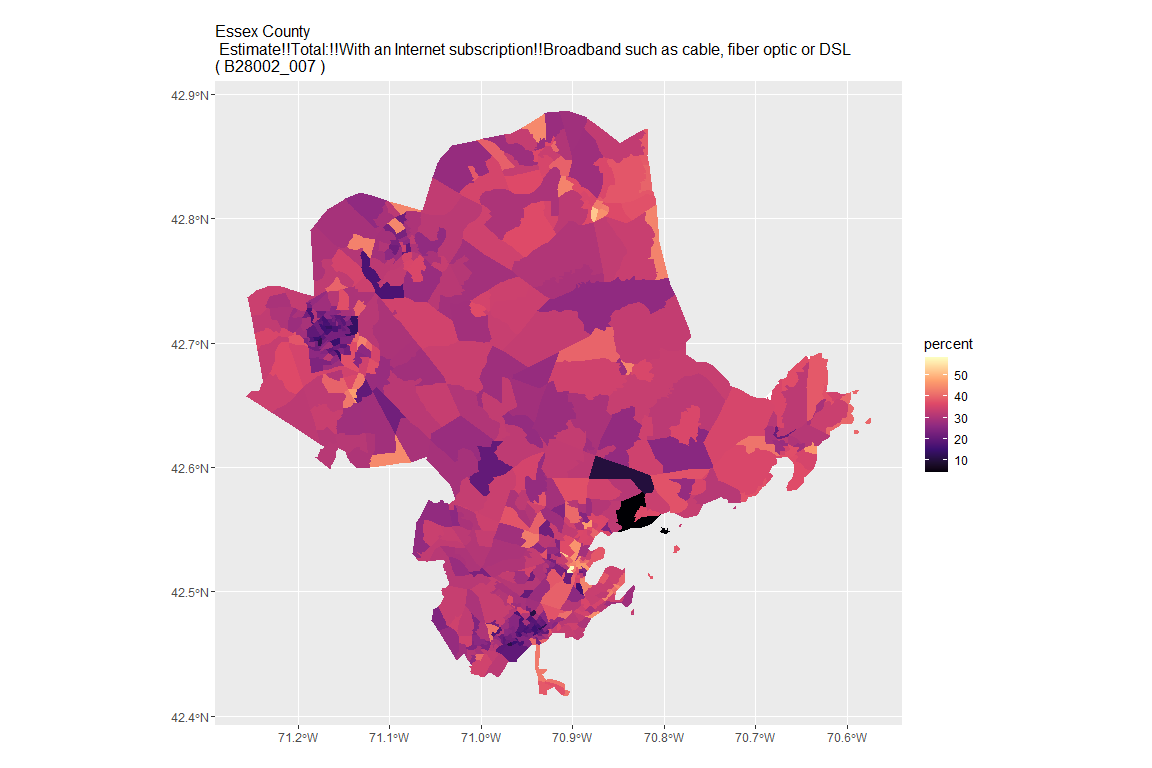 Essex County
Estimate!!Total:!!With an Internet subscription!!Broadband such as cable, fiber optic or DSL
( B28002_007 )
42.9°N
42.8°N
42.7°N
42.6°N
42.5°N
42.4°N
71.2°W 71.1°W 71.0°W 70.9°W 70.8°W 70.7°W 70.6°W
percent
50
40
30
20
10